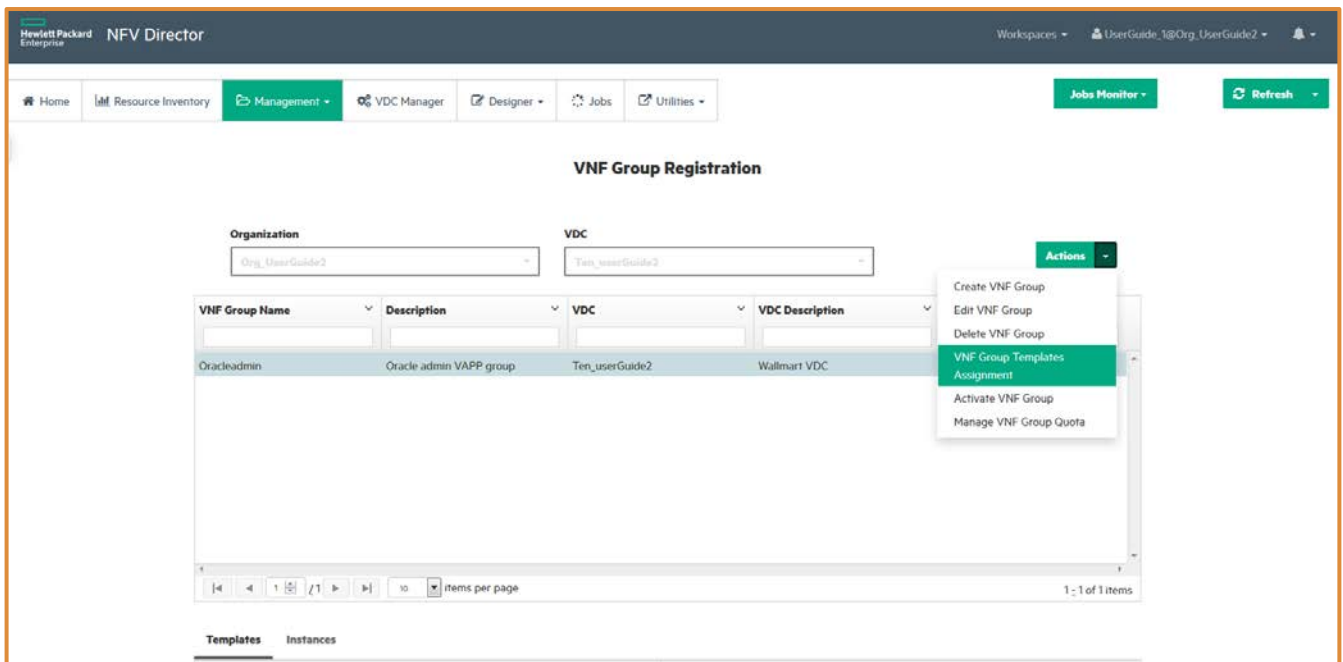 Hewlett Packard
Enterprise
NFV Director
Workspaces
UserGuide_1@Org_UserGuide2
Home
Resource Inventory
Management
VDC Manager
Designer
Jobs
Utilities
Jobs Monitor
Refresh
VNF Group Registration
Organization
VDC
Org_UserGuide2
Ten_userGuide2
Actions
Create VNF Group
Edit VNF Group
Delete VNF Group
VNF Group Templates
Assignment
Activate VNF Group
Manage VNF Group Quota
VNF Group Name
Description
VDC
VDC Description
Oracleadmin
Oracle admin VAPP group
Ten_userGuide2
Wallmart VDC
1 / 1
10
items per page
1 - 1 of 1 items
Templates
Instances